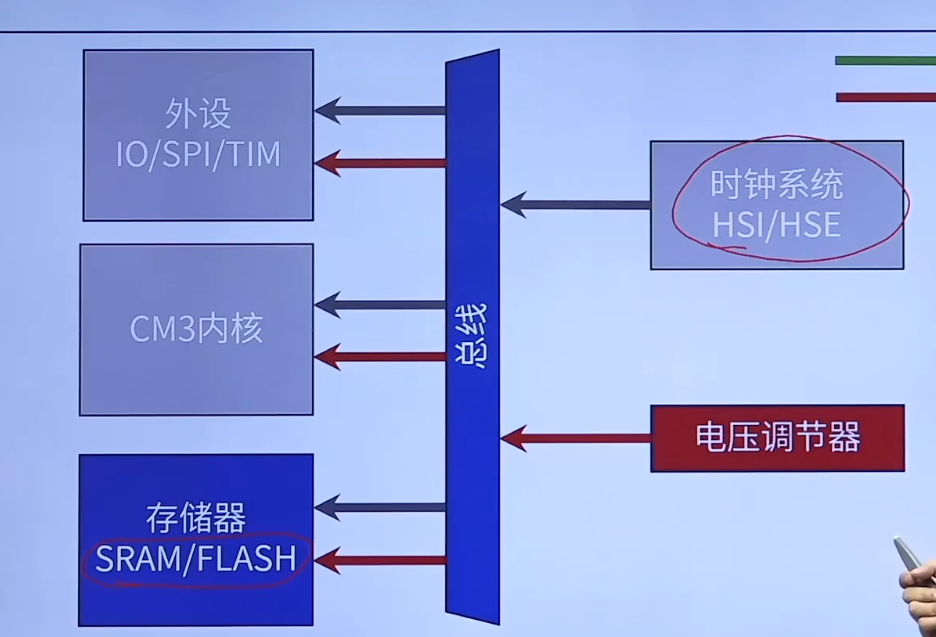 外设
IO/SPI/TIM
CM3内核
存储器
SRAM/FLASH
总线
时钟系统
HSI/HSE
电压调节器